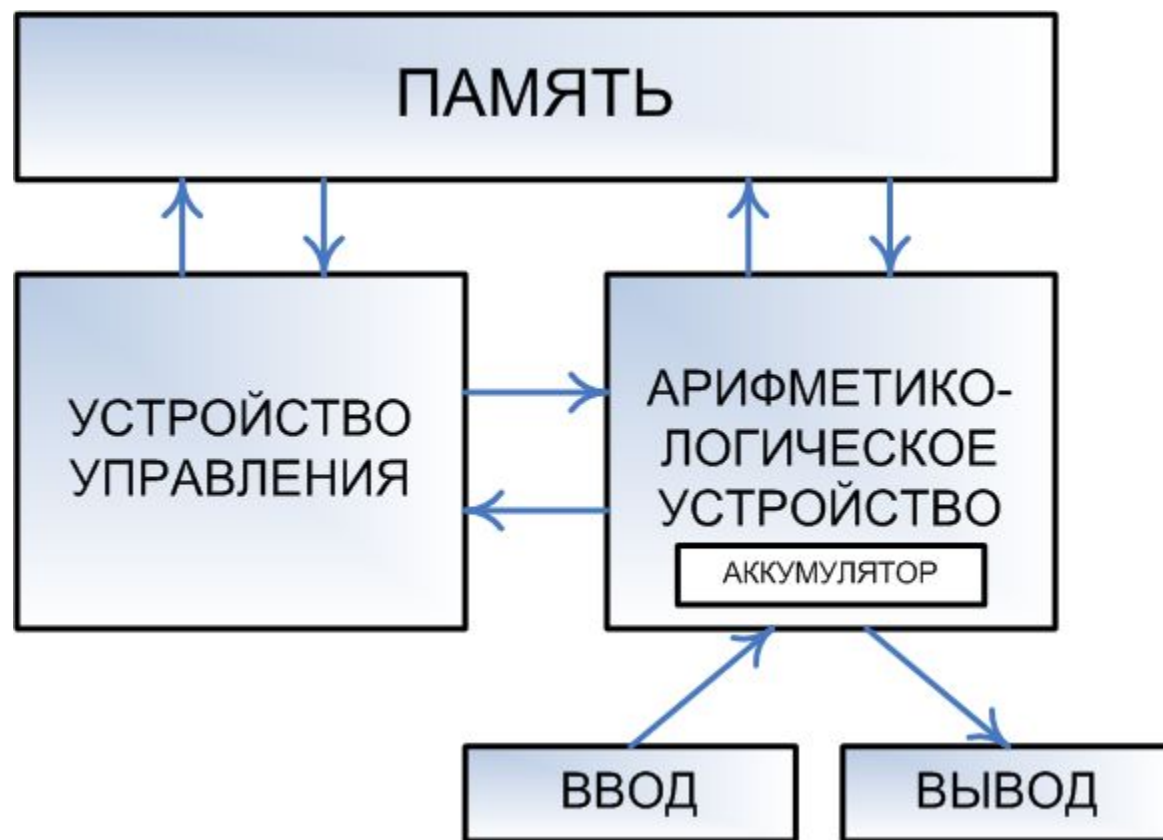 ПАМЯТЬ
УСТРОЙСТВО
УПРАВЛЕНИЯ
АРИФМЕТИКО-
ЛОГИЧЕСКОЕ
УСТРОЙСТВО
АККУМУЛЯТОР
ВВОД
ВЫВОД